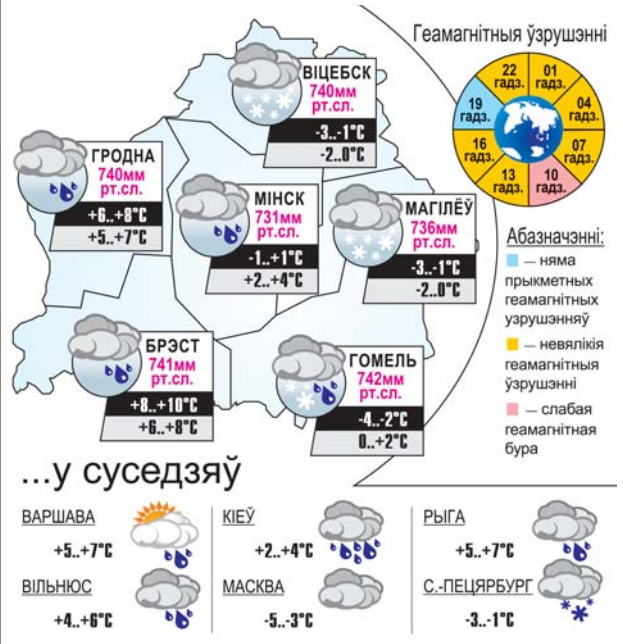 Геамагнітныя ўзрушэнні
22 гадз.
01 гадз.
04 гадз.
07 гадз.
10 гадз.
13 гадз.
16 гадз.
19 гадз.
ВІЦЕБСК
740мм
рт.сл.
-3..-1°C
-2..0°C
ГРОДНА
740мм
рт.сл.
+6..+8°C
+5..+7°C
МІНСК
731мм
рт.сл.
-1..+1°C
+2..+4°C
МАГІЛЁЎ
736мм
рт.сл.
-3..-1°C
-2..0°C
БРЭСТ
741мм
рт.сл.
+8..+10°C
+6..+8°C
ГОМЕЛЬ
742мм
рт.сл.
-4..-2°C
0..+2°C
Абазначэнні:
– няма
прыкметных
геамагнітных
узрушэнняў
– невялікія
геамагнітныя
ўзрушэнні
– слабая
геамагнітная
бура
...у суседзяў
ВАРШАВА
+5..+7°C
КІЕЎ
+2..+4°C
РЫГА
+5..+7°C
ВІЛЬНЮС
+4..+6°C
МАСКВА
-5..-3°C
С.-ПЕЦЯРБУРГ
-3..-1°C